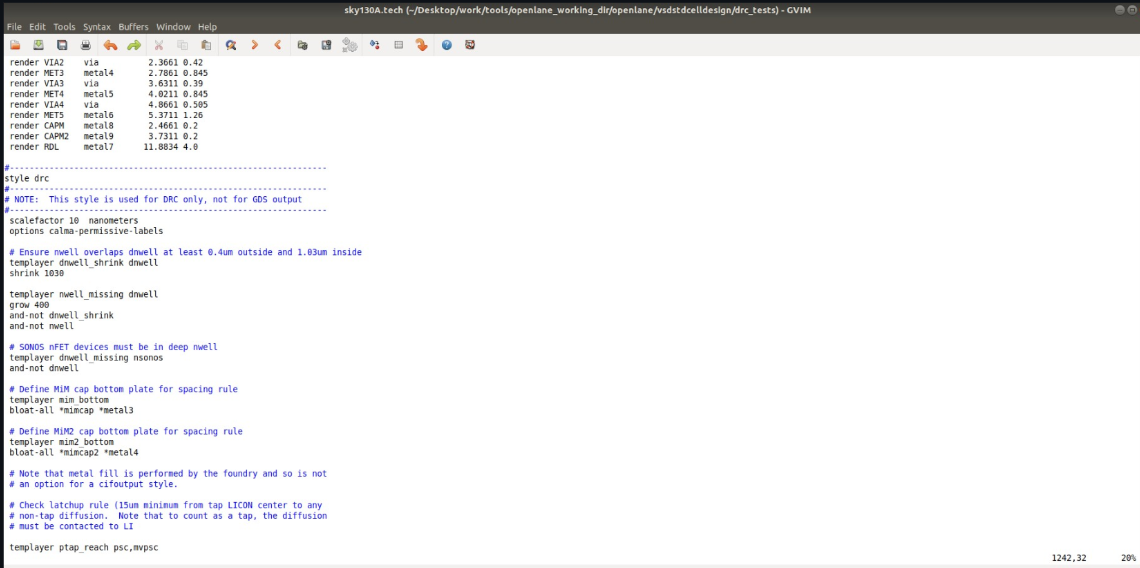 sky130A.tech (~/Desktop/work/tools/openlane_working_dir/openlane/vsdstdcelldesign/drc_tests) - GVIM
File Edit Tools Syntax Buffers Window Help
render VIA2 via 2.3661 0.42
render MET3 metal4 2.7861 0.845
render VIA3 via 3.6311 0.39
render MET4 metal5 4.0211 0.845
render VIA4 via 4.8661 0.505
render MET5 metal6 5.3711 1.26
render CAPM metal8 2.4661 0.2
render CAPM2 metal9 3.7311 0.2
render RDL metal7 11.8834 4.0
#----------------------------------------------------------------
style drc
#----------------------------------------------------------------
# NOTE:  This style is used for DRC only, not for GDS output
#----------------------------------------------------------------
scalefactor 10  nanometers
options calma-permissive-labels
# Ensure nwell overlaps dnwell at least 0.4um outside and 1.03um inside
templayer dnwell_shrink dnwell
shrink 1030
templayer nwell_missing dnwell
grow 400
and-not dnwell_shrink
and-not nwell
# SONOS nFET devices must be in deep nwell
templayer dnwell_missing nsonos
and-not dnwell
# Define MiM cap bottom plate for spacing rule
templayer mim_bottom
bloat-all *mimcap *metal3
# Define MiM2 cap bottom plate for spacing rule
templayer mim2_bottom
bloat-all *mimcap2 *metal4
# Note that metal fill is performed by the foundry and so is not
# an option for a cifoutput style.
# Check latchup rule (15um minimum from tap LICON center to any
# non-tap diffusion.  Note that to count as a tap, the diffusion
# must be contacted to LI
templayer ptap_reach psc,mvpsc
1242,32 20%